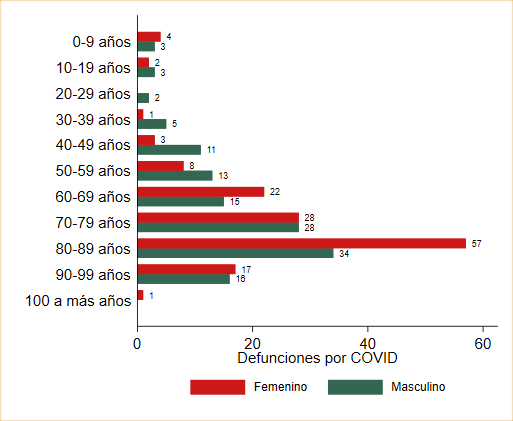 0-9 años 4
3
10-19 años 2
3
20-29 años 2
30-39 años 1
5
40-49 años 3
11
50-59 años 8
13
60-69 años 22
15
70-79 años 28
28
80-89 años 57
34
90-99 años 17
16
100 a más años 1
0 20 40 60
Defunciones por COVID
Femenino Masculino